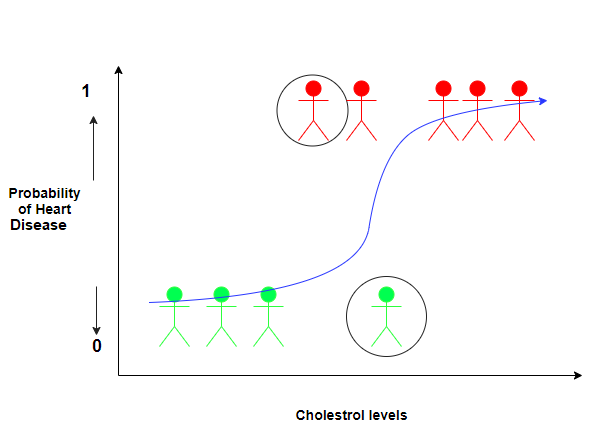 1
Probability
of Heart
Disease
0
Cholestrol levels